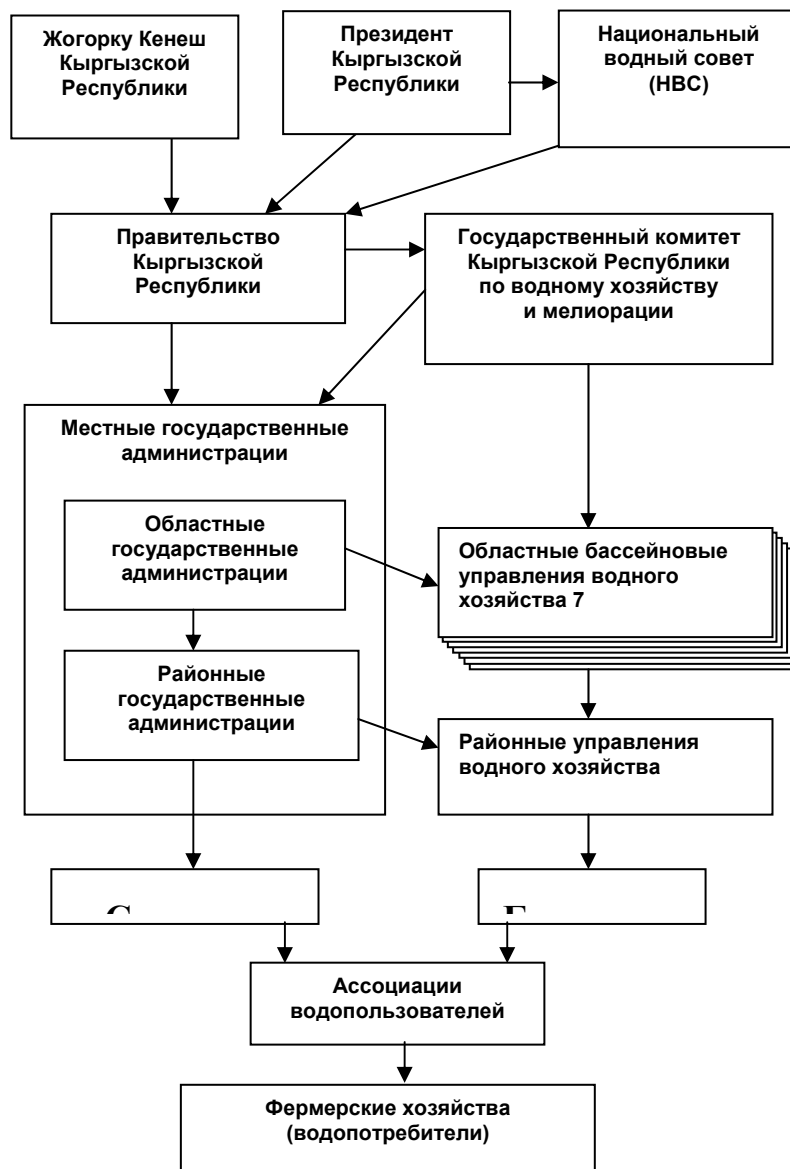 Жогорку Кенеш
Кыргызской
Республики
Президент
Кыргызской
Республики
Национальный
водный совет
(НВС)
Правительство
Кыргызской
Республики
Государственный комитет
Кыргызской Республики
по водному хозяйству
и мелиорации
Местные государственные
администрации
Областные
государственные
администрации
Областные бассейновые
управления водного
хозяйства 7
Районные
государственные
администрации
Районные управления
водного хозяйства
Ассоциации
водопользователей
Фермерские хозяйства
(водопотребители)